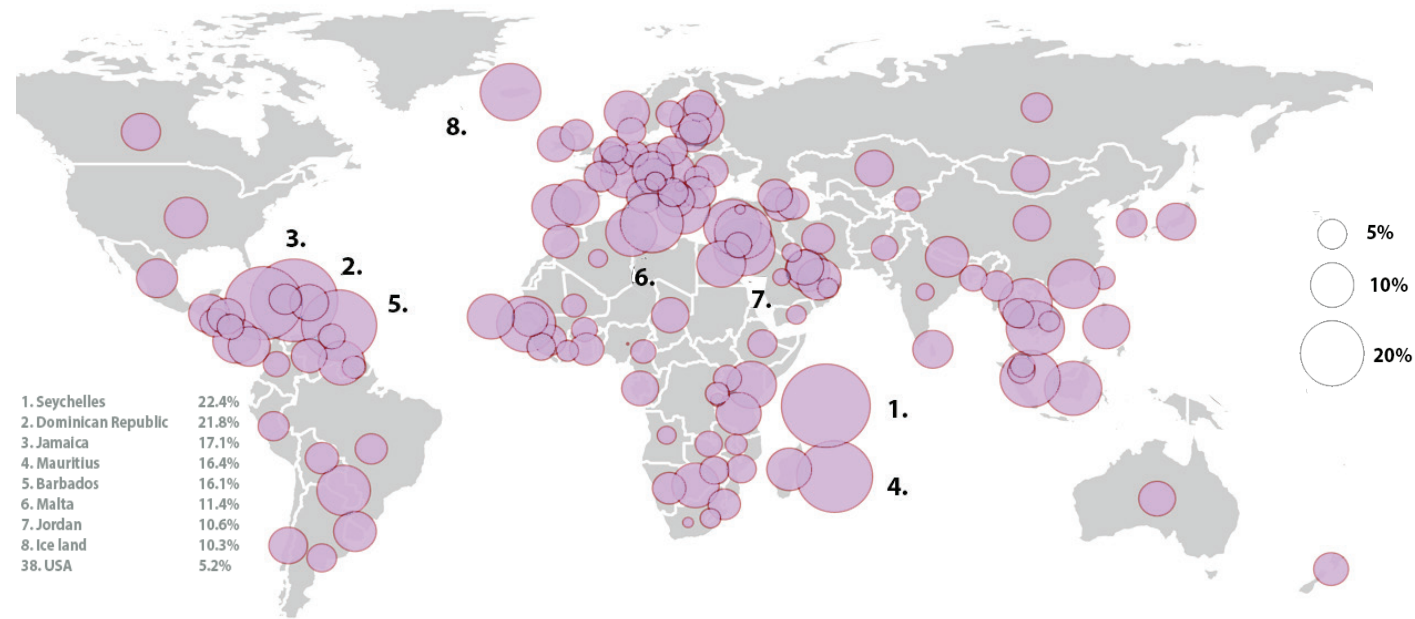 8.
3.
2.
5.
6.
7.
1.
4.
5%
10%
20%
1. Seychelles 22.4%
2. Dominican Republic 21.8%
3. Jamaica 17.1%
4. Mauritius 16.4%
5. Barbados 16.1%
6. Malta 11.4%
7. Jordan 10.6%
8. Ice land 10.3%
38. USA 5.2%